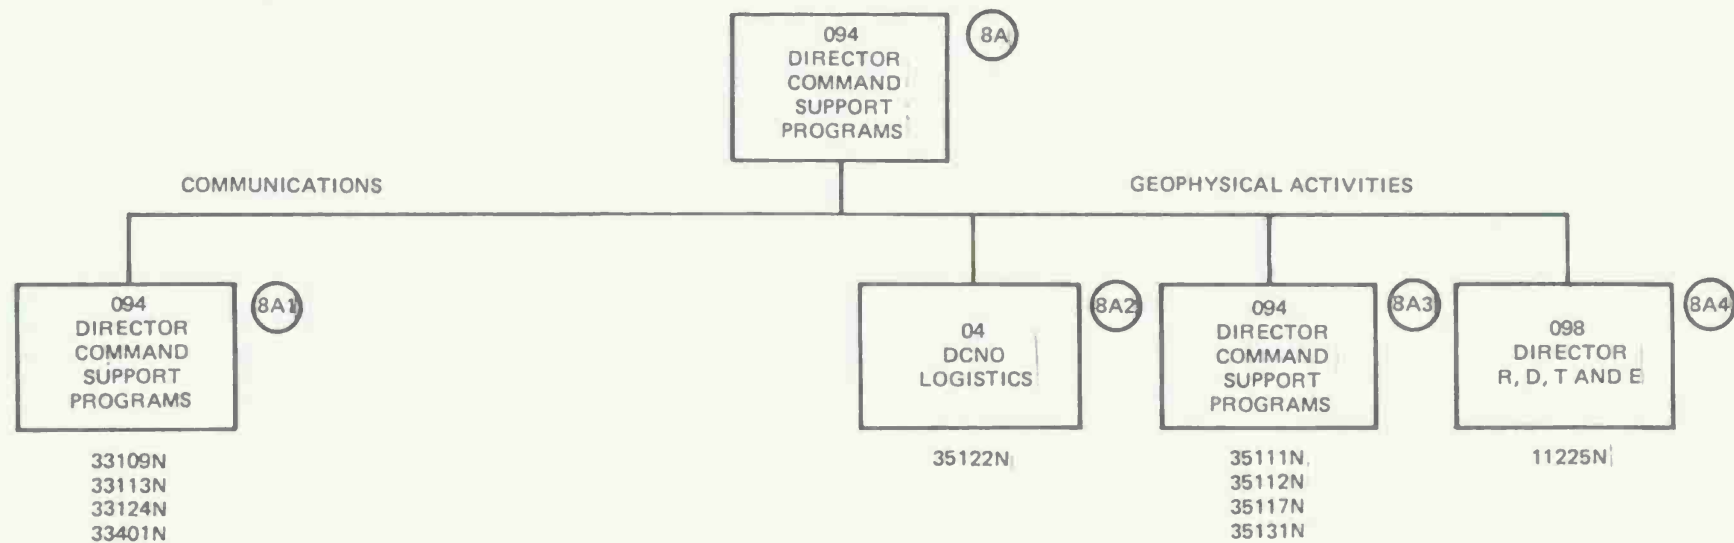 094
DIRECTOR
COMMAND
SUPPORT
PROGRAMS
8A
COMMUNICATIONS
GEOPHYSICAL ACTIVITIES
094
DIRECTOR
COMMAND
SUPPORT
PROGRAMS
8A1
33109N
33113N
33124N
33401N
04
DCNO
LOGISTICS
8A2
35122N
094
DIRECTOR
COMMAND
SUPPORT
PROGRAMS
8A3
35111N
35112N
35117N
35131N
098
DIRECTOR
R, D, T AND E
8A4
11225N